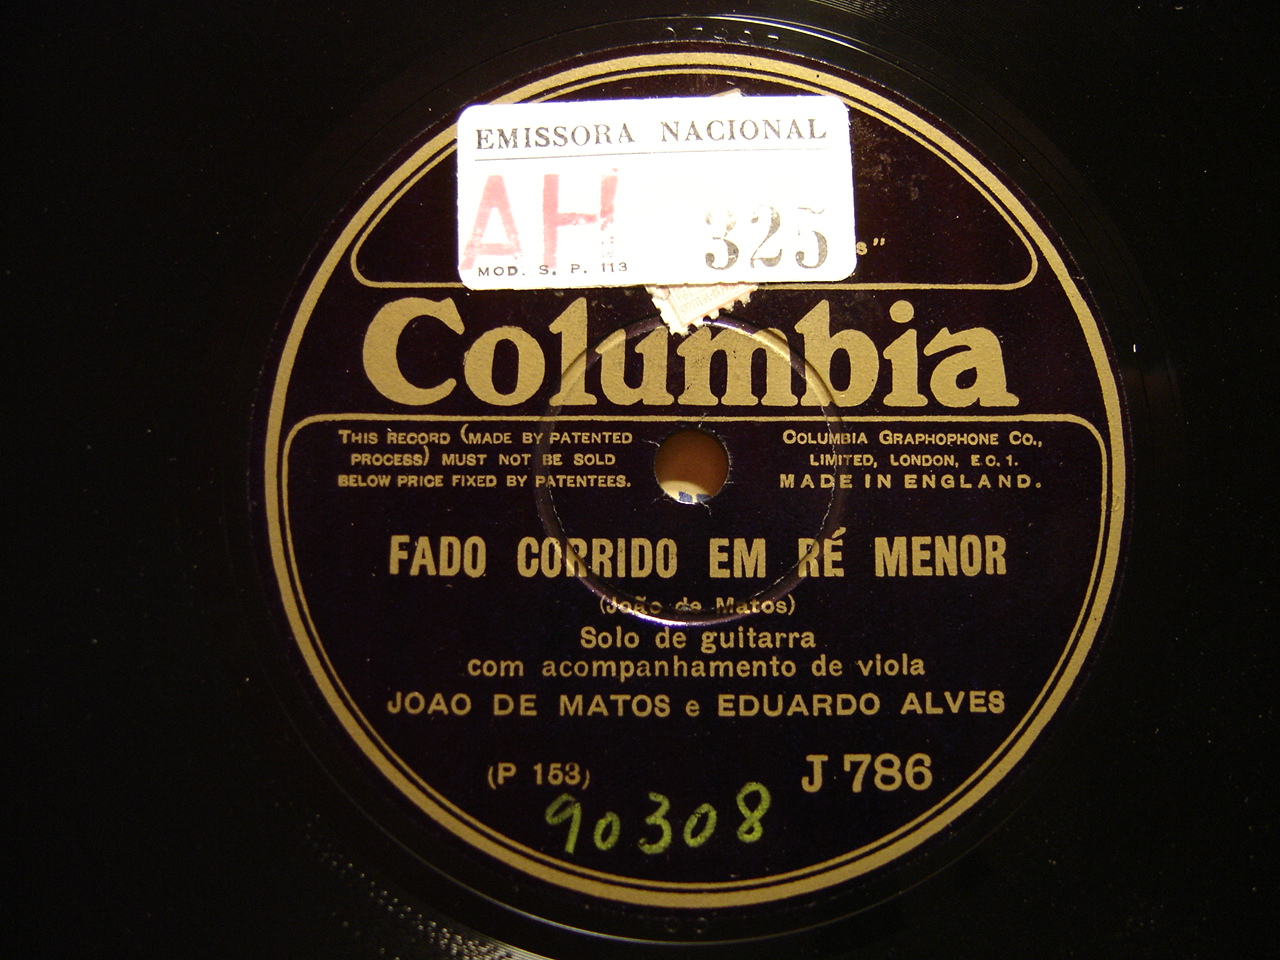 EMISSORA NACIONAL
AH 325
MOD. S. P. 113
Columbia
THIS RECORD (MADE BY PATENTED
PROCESS) MUST NOT BE SOLD
BELOW PRICE FIXED BY PATENTEES.
COLUMBIA GRAPHOPHONE CO.,
LIMITED, LONDON, E.C.1.
MADE IN ENGLAND.
FADO CORRIDO EM RÉ MENOR
(João de Matos)
Solo de guitarra
com acompanhamento de viola
JOAO DE MATOS e EDUARDO ALVES
(P 153) J 786
90308